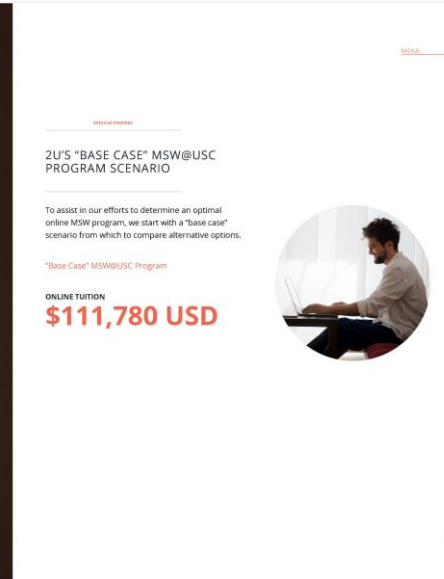 2U'S "BASE CASE" MSW@USC
PROGRAM SCENARIO
To assist in our efforts to determine an optimal
online MSW program, we start with a "base case"
scenario from which to compare alternative options.
"Base Case" MSW@USC Program
ONLINE TUITION
$111,780 USD